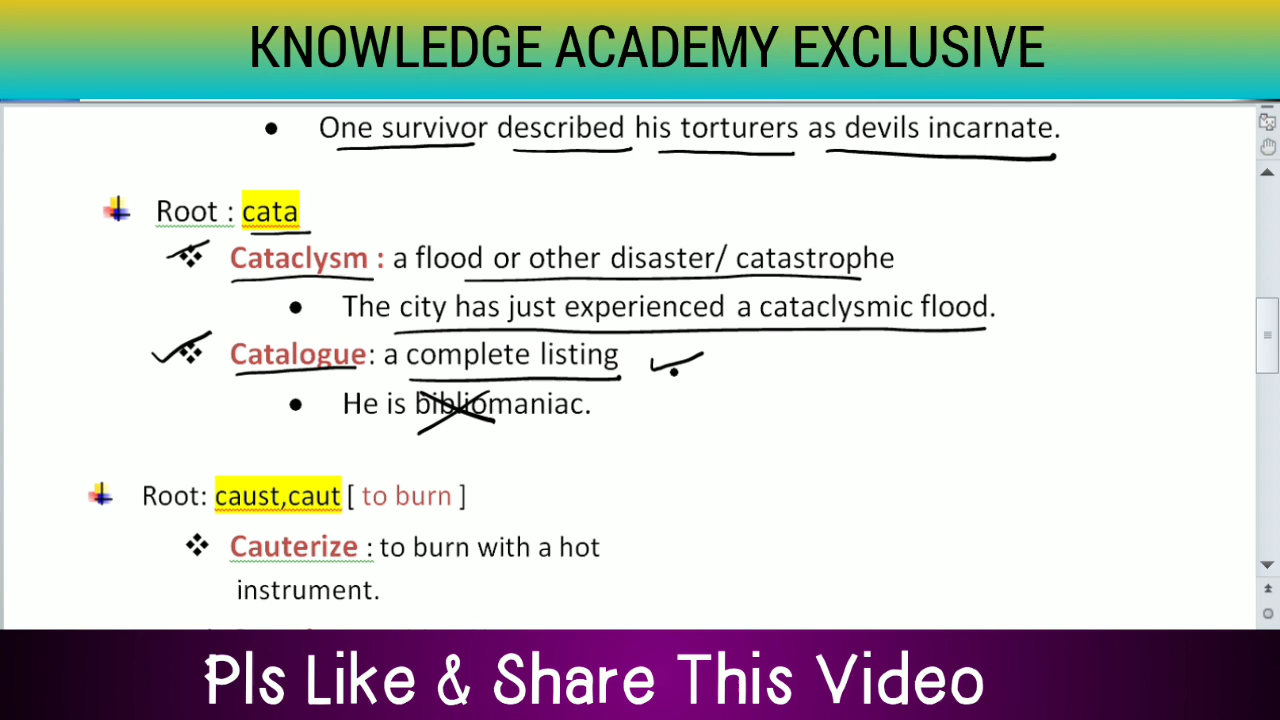 KNOWLEDGE ACADEMY EXCLUSIVE
One survivor described his torturers as devils incarnate.
Root : cata
Cataclysm : a flood or other disaster/ catastrophe
The city has just experienced a cataclysmic flood.
Catalogue: a complete listing
He is bibliomaniac.
Root: caust,caut [ to burn ]
Cauterize : to burn with a hot
instrument.
Pls Like & Share This Video